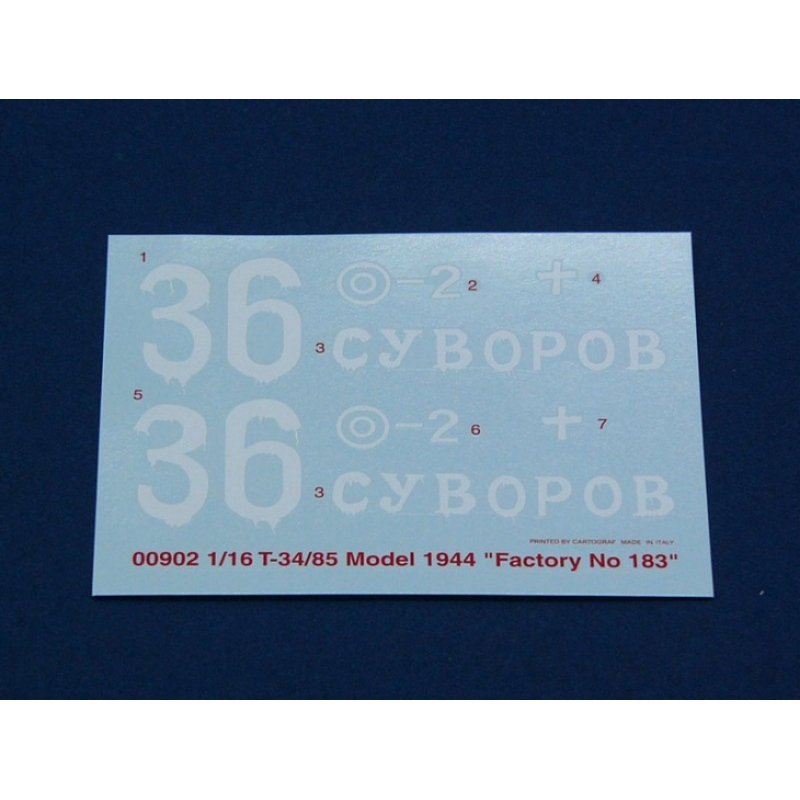 1 36 ◎-2 2 + 4
3 СУВОРОВ
5 36 ◎-2 6 + 7
3 СУВОРОВ
PRINTED BY CARTOGRAF MADE IN ITALY
00902 1/16 T-34/85 Model 1944 "Factory No 183"